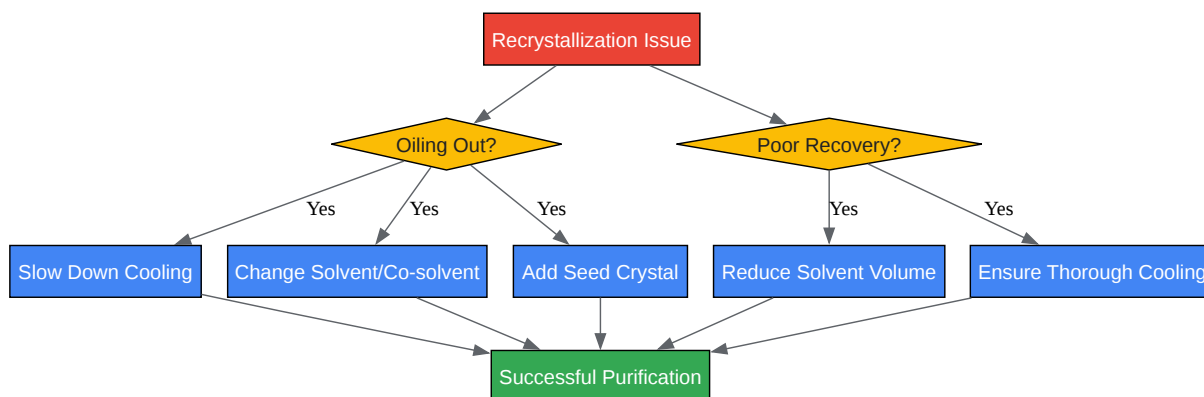 Recrystallization Issue
Oiling Out?
Poor Recovery?
Yes
Yes
Yes
Yes
Yes
Slow Down Cooling
Change Solvent/Co-solvent
Add Seed Crystal
Reduce Solvent Volume
Ensure Thorough Cooling
Successful Purification